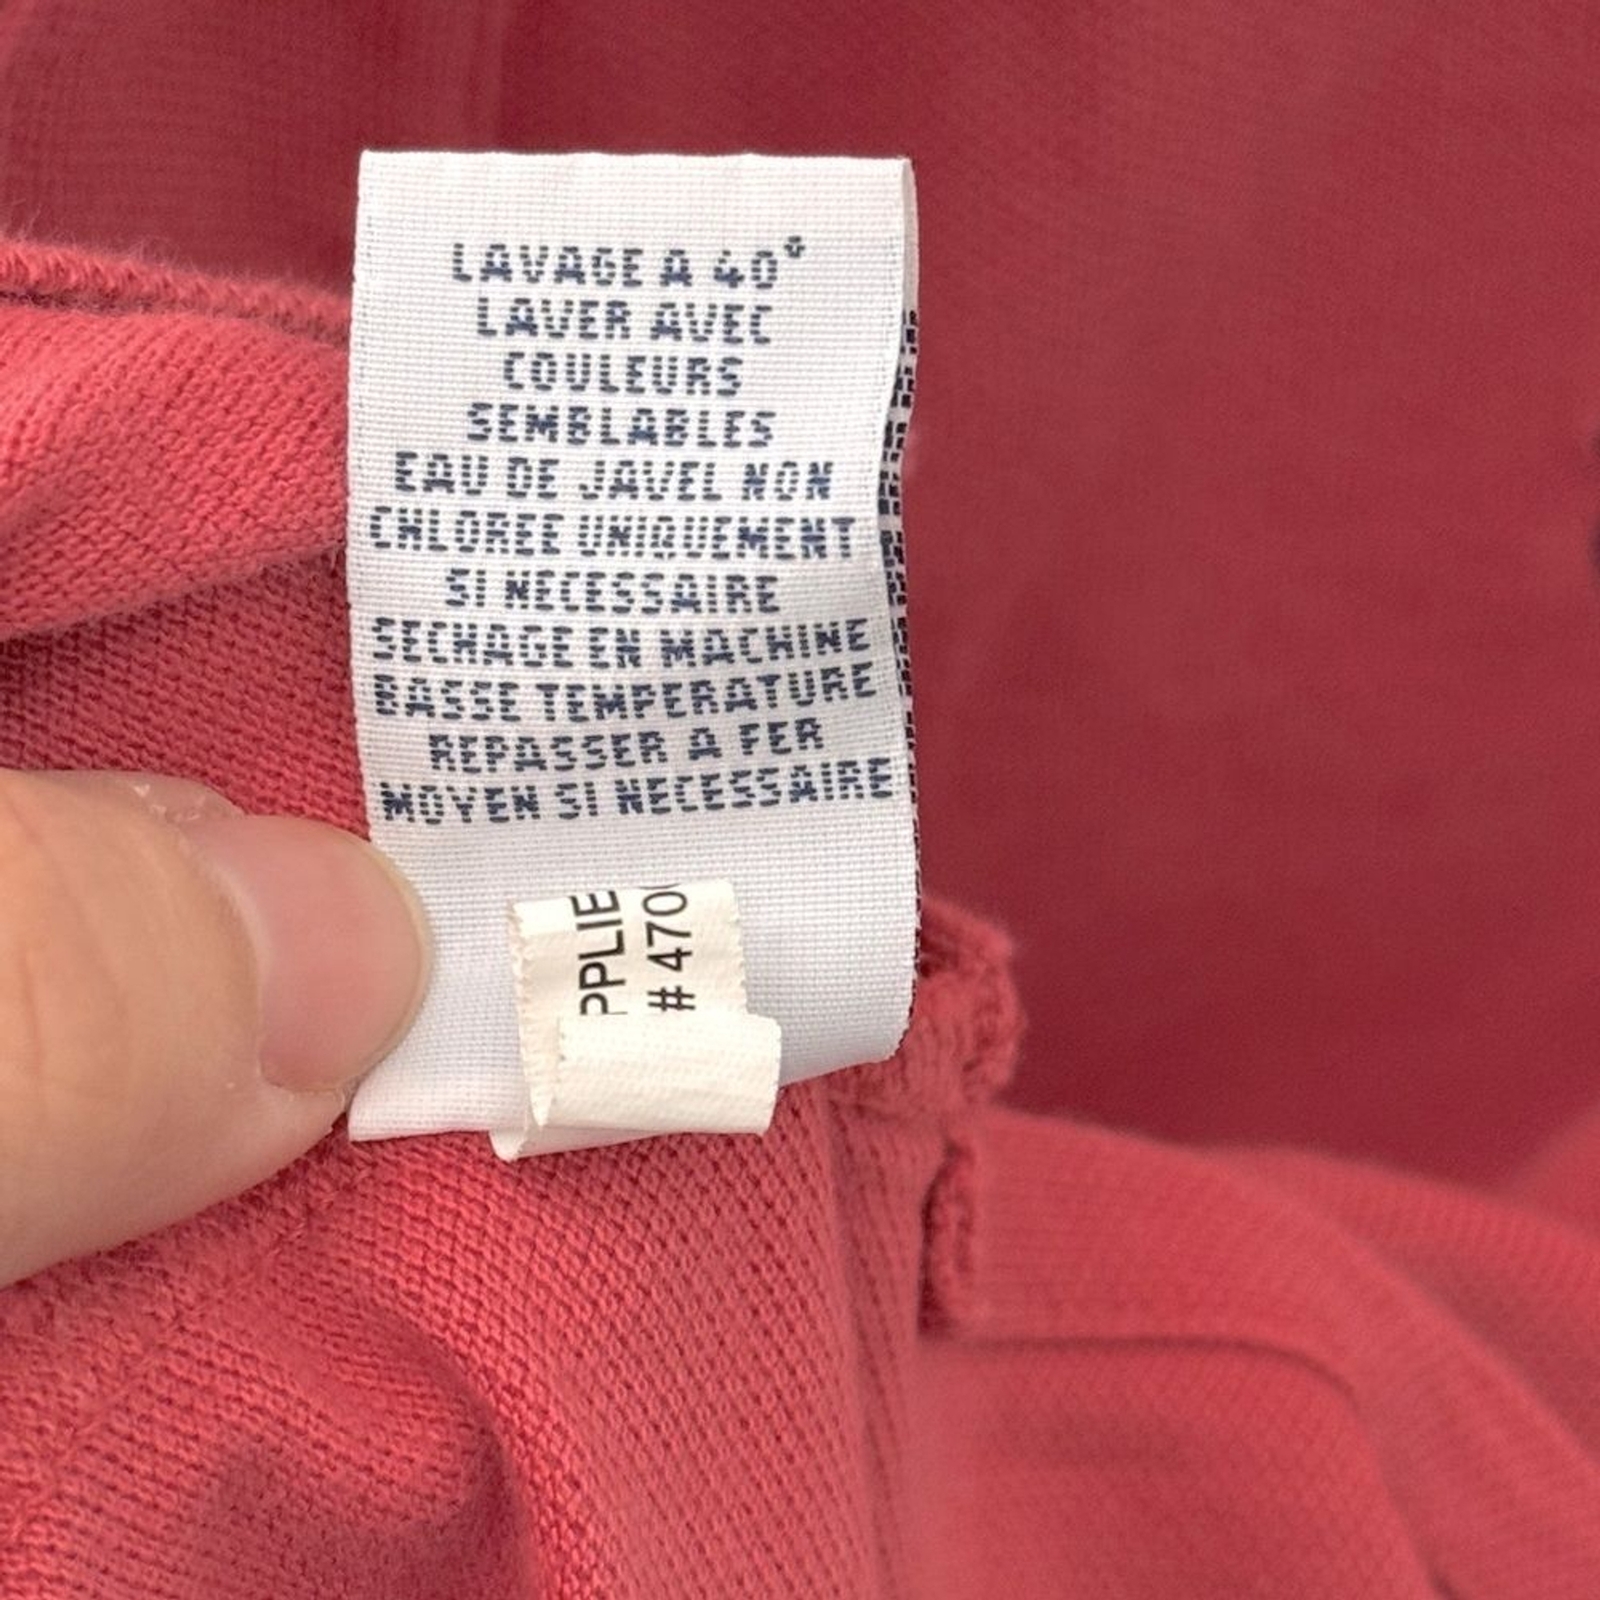 LAVAGE A 40°
LAVER AVEC
COULEURS
SEMBLABLES
EAU DE JAVEL NON
CHLOREE UNIQUEMENT
SI NECESSAIRE
SECHAGE EN MACHINE
BASSE TEMPERATURE
REPASSER A FER
MOYEN SI NECESSAIRE
PPLIE
# 470